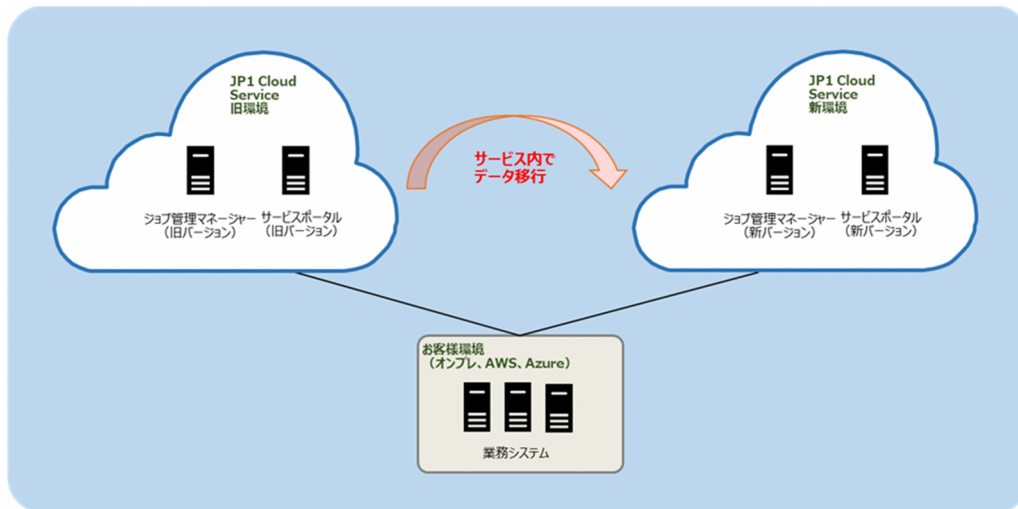 JP1 Cloud
Service
旧環境
JP1 Cloud
Service
新環境
サービス内で
データ移行
ジョブ管理マネージャー サービスポータル
（旧バージョン） （旧バージョン）
ジョブ管理マネージャー サービスポータル
（新バージョン） （新バージョン）
お客様環境
（オンプレ、AWS、Azure）
業務システム